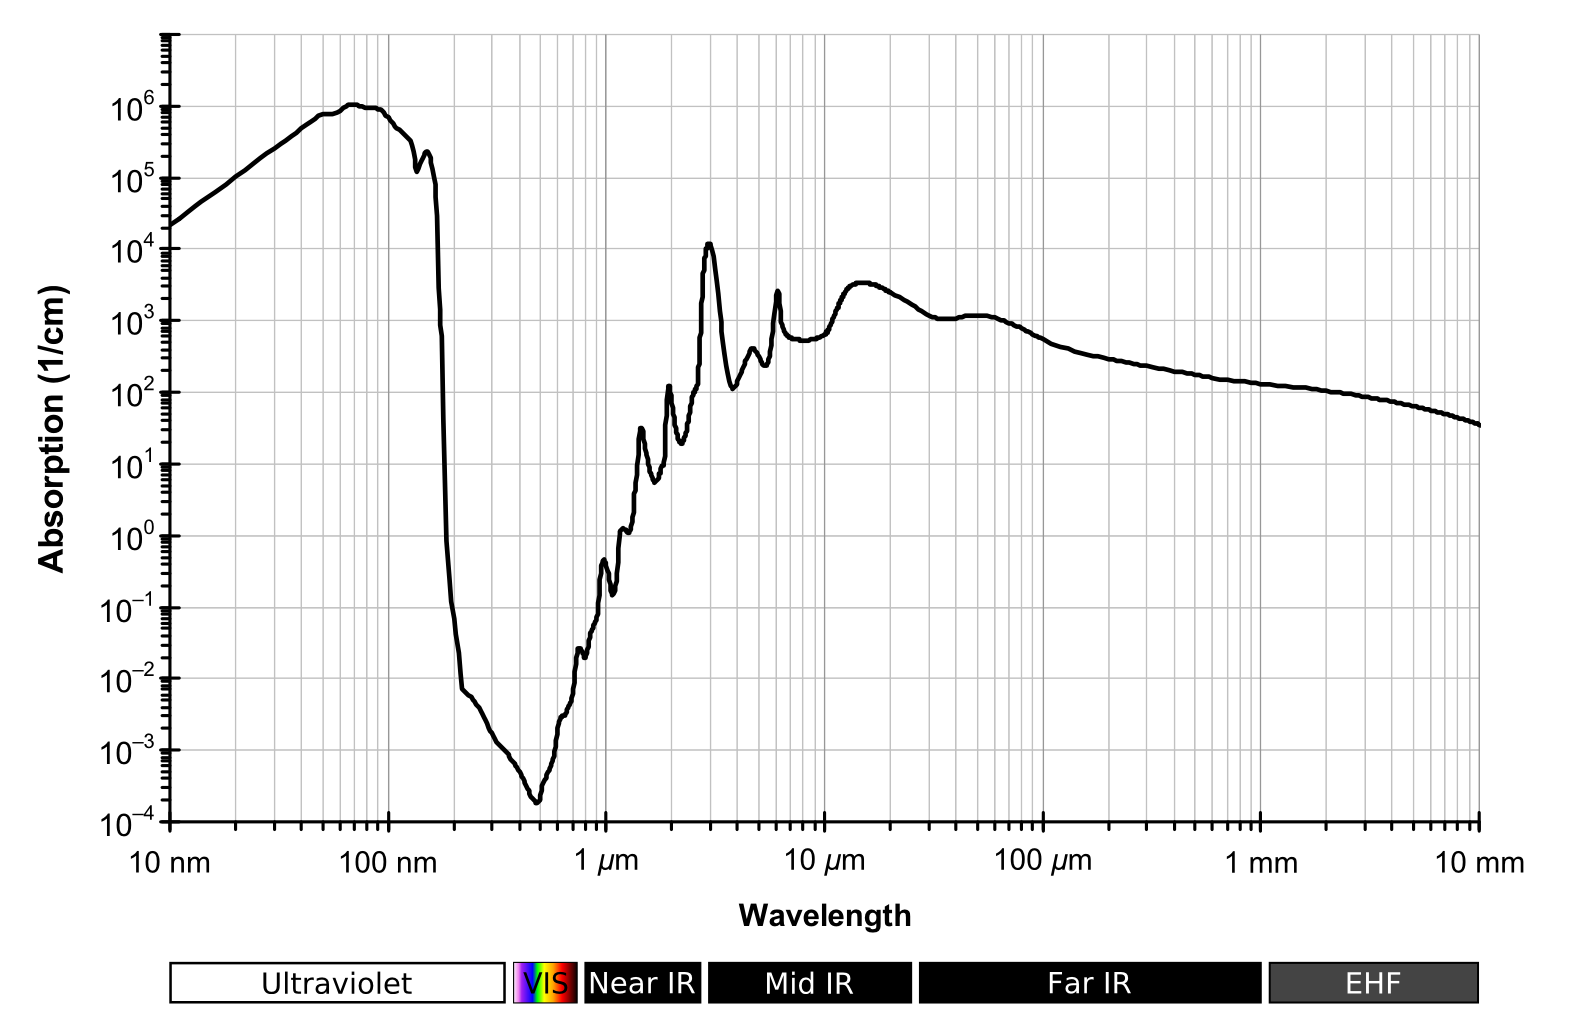 Absorption (1/cm)
10⁶
10⁵
10⁴
10³
10²
10¹
10⁰
10⁻¹
10⁻²
10⁻³
10⁻⁴
10 nm 100 nm 1 μm 10 μm 100 μm 1 mm 10 mm
Wavelength
Ultraviolet VIS Near IR Mid IR Far IR EHF